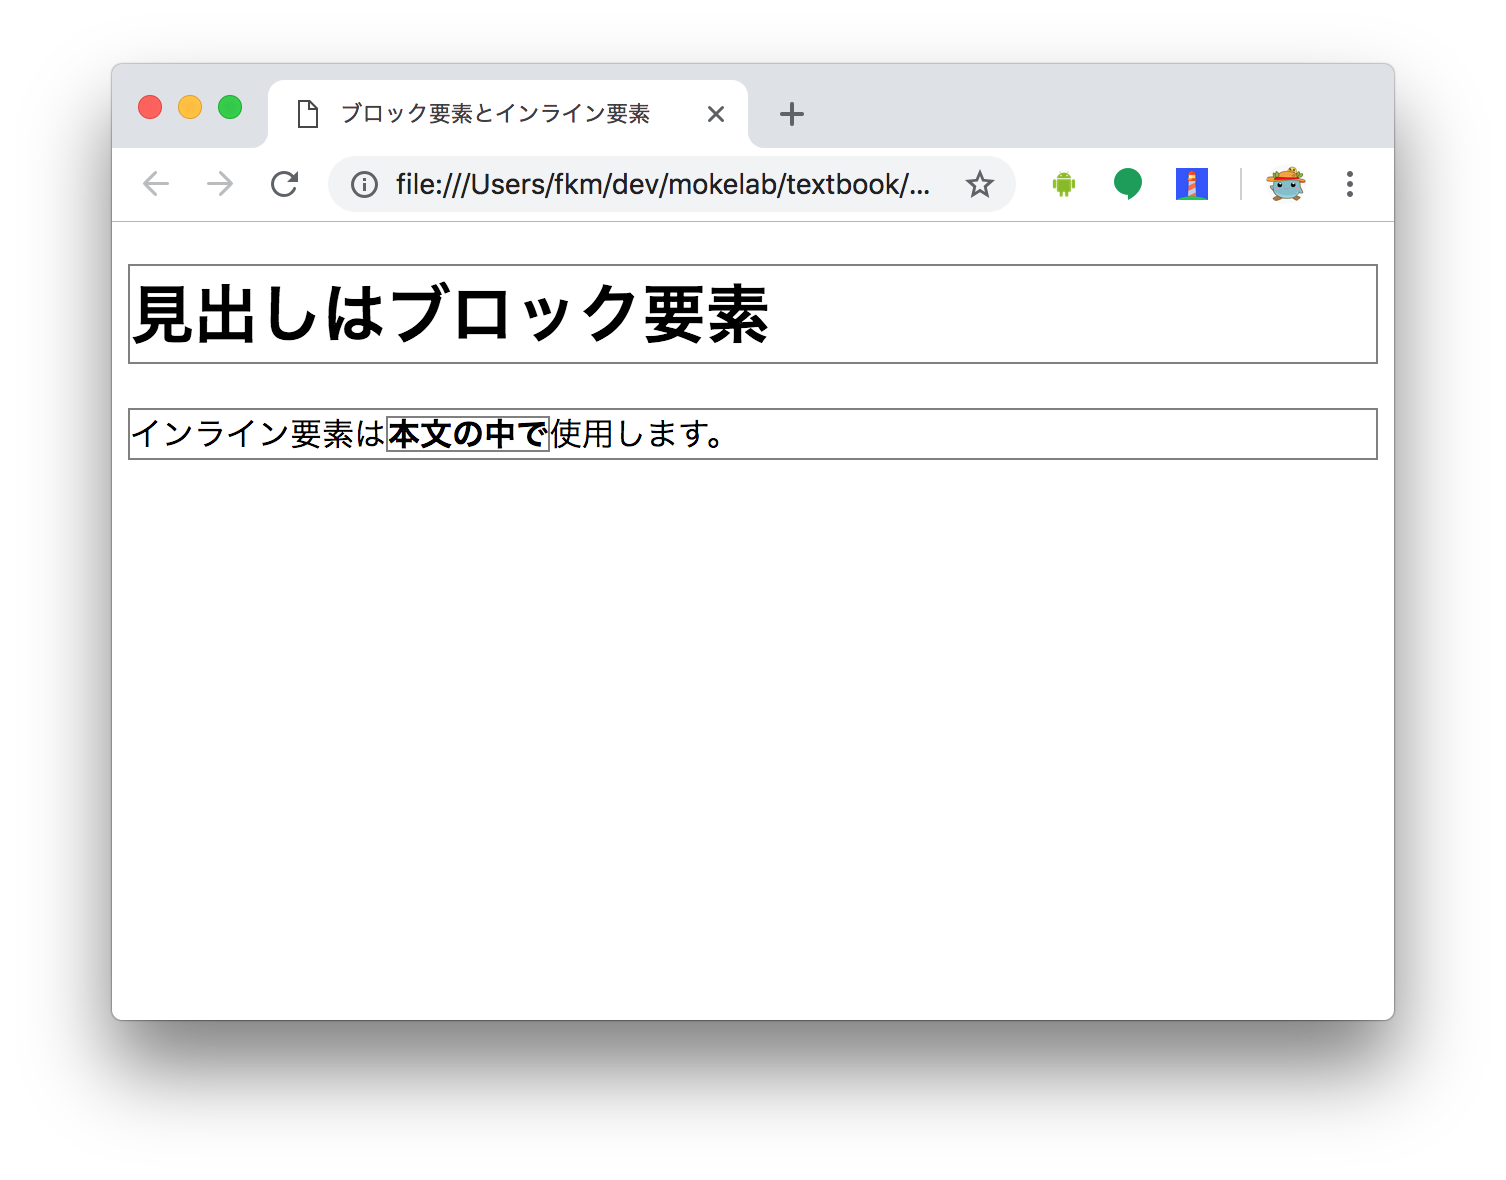 ブロック要素とインライン要素
file:///Users/fkm/dev/mokelab/textbook/...
見出しはブロック要素
インライン要素は本文の中で使用します。